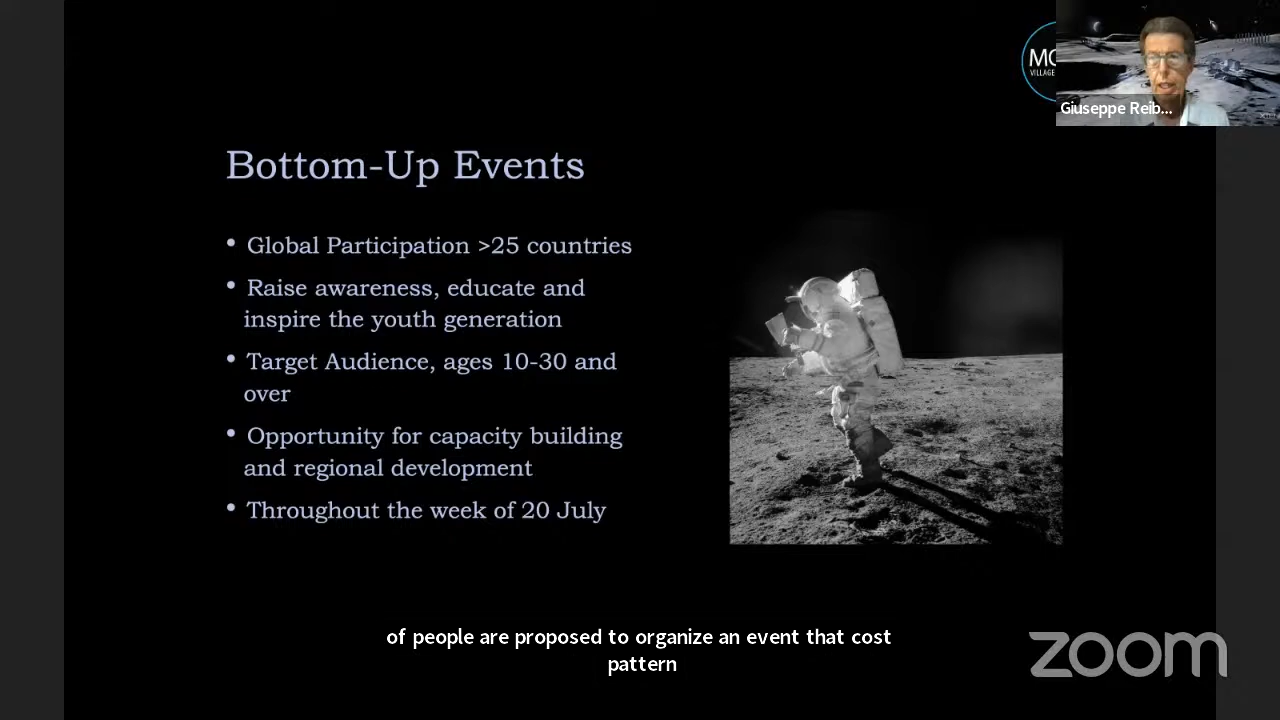 MO
VILLAGE
Giuseppe Reib...
Bottom-Up Events
• Global Participation >25 countries
• Raise awareness, educate and
inspire the youth generation
• Target Audience, ages 10-30 and
over
• Opportunity for capacity building
and regional development
• Throughout the week of 20 July
of people are proposed to organize an event that cost
pattern
zoom